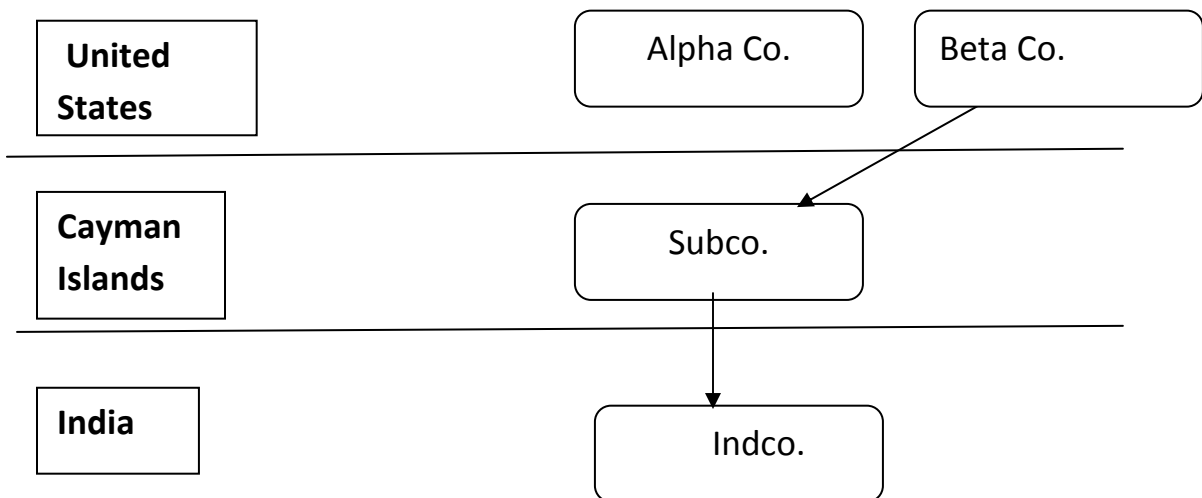 United
States
Alpha Co.
Beta Co.
Cayman
Islands
Subco.
India
Indco.